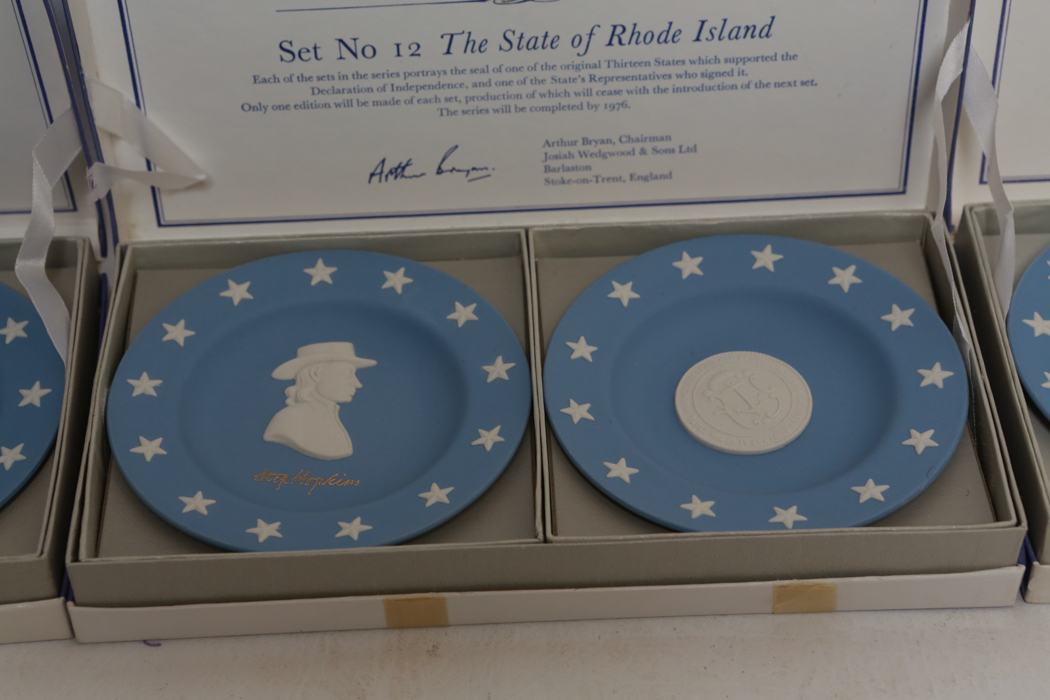 Set No 12 The State of Rhode Island
Each of the sets in the series portrays the seal of one of the original Thirteen States which supported the
Declaration of Independence, and one of the State's Representatives who signed it.
Only one edition will be made of each set, production of which will cease with the introduction of the next set.
The series will be completed by 1976.
Arthur Bryan.
Arthur Bryan, Chairman
Josiah Wedgwood & Sons Ltd
Barlaston
Stoke-on-Trent, England
Step. Hopkins